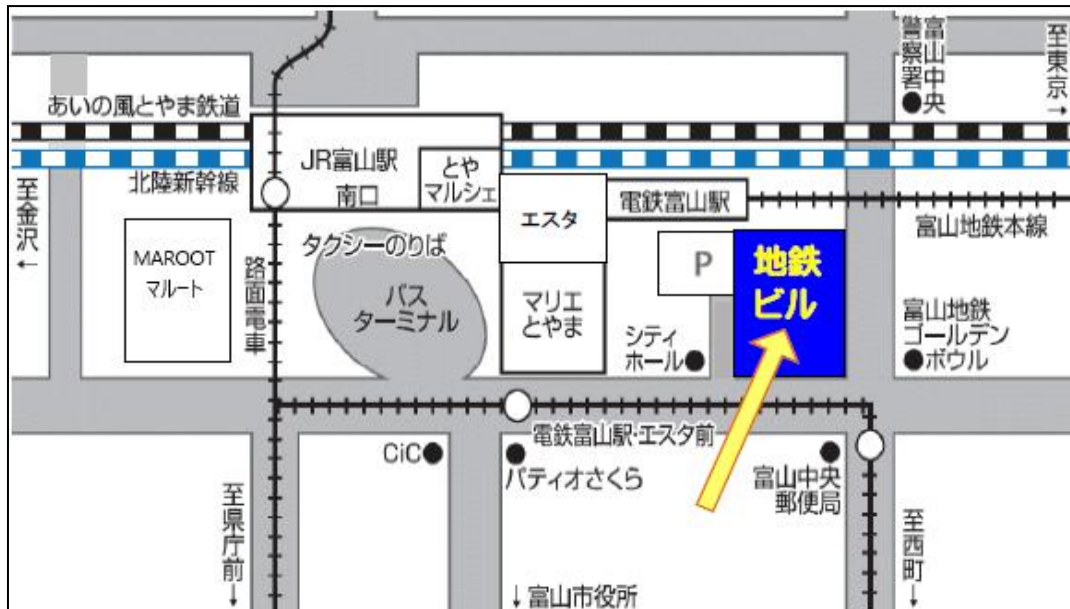 富山中央
警察署
至東京→
あいの風とやま鉄道
JR富山駅
南口
とや
マルシェ
北陸新幹線
至金沢←
エスタ
電鉄富山駅
富山地鉄本線
MAROOT
マルート
路面電車
タクシーのりば
バス
ターミナル
マリエ
とやま
P
地鉄
ビル
シティ
ホール
富山地鉄
ゴールデン
ボウル
電鉄富山駅・エスタ前
CiC
パティオさくら
富山中央
郵便局
至県庁前→
↓富山市役所
至西町→